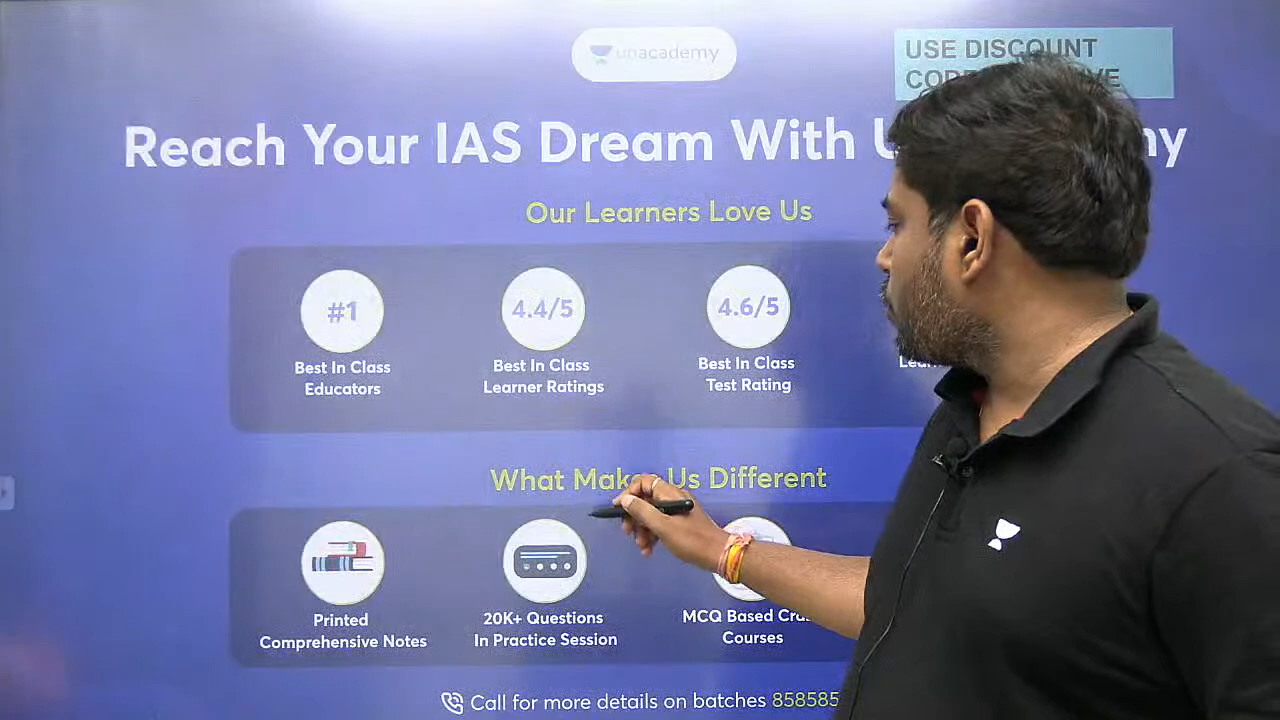 unacademy
USE DISCOUNT
Reach Your IAS Dream With
Our Learners Love Us
#1
Best In Class
Educators
4.4/5
Best In Class
Learner Ratings
4.6/5
Best In Class
Test Rating
What Makes Us Different
Printed
Comprehensive Notes
20K+ Questions
In Practice Session
MCQ Based
Courses
Call for more details on batches 858585